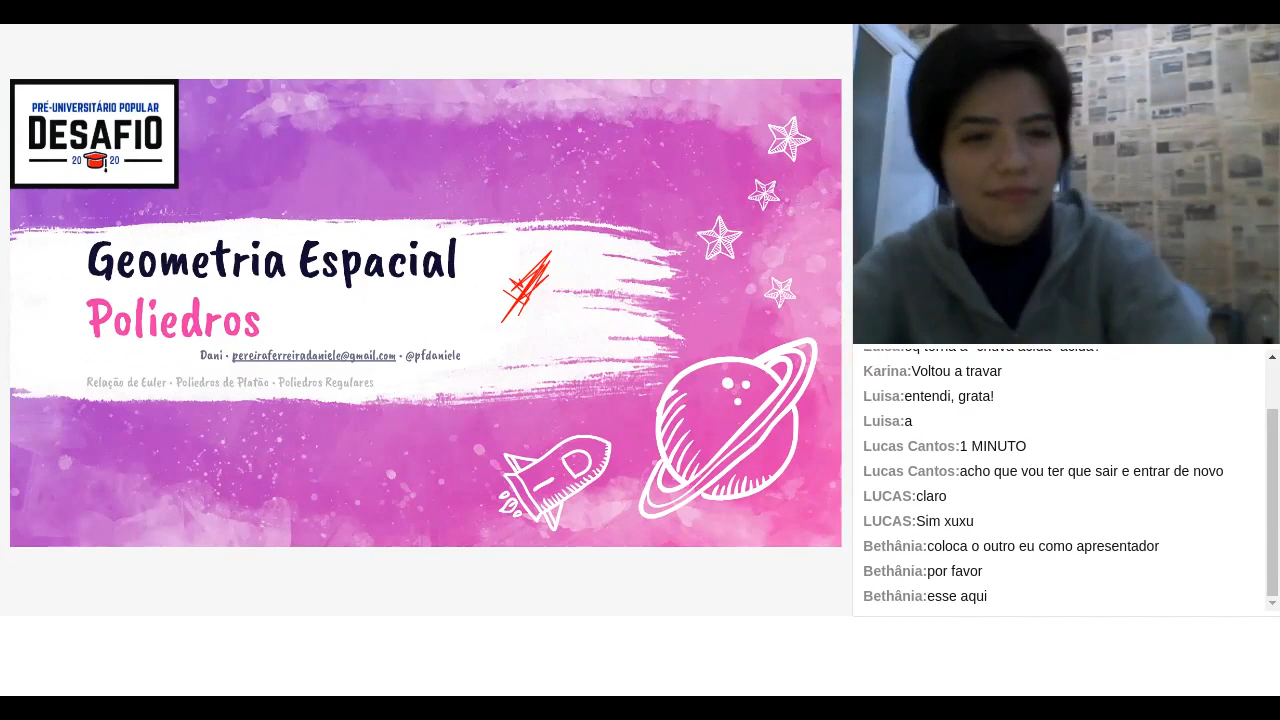 PRÉ-UNIVERSITÁRIO POPULAR
DESAFIO
20 20
Geometria Espacial
Poliedros
Dani · pereiraferreiradaniele@gmail.com · @pfdaniele
Relação de Euler · Poliedros de Platão · Poliedros Regulares
Karina:Voltou a travar
Luisa:entendi, grata!
Luisa:a
Lucas Cantos:1 MINUTO
Lucas Cantos:acho que vou ter que sair e entrar de novo
LUCAS:claro
LUCAS:Sim xuxu
Bethânia:coloca o outro eu como apresentador
Bethânia:por favor
Bethânia:esse aqui